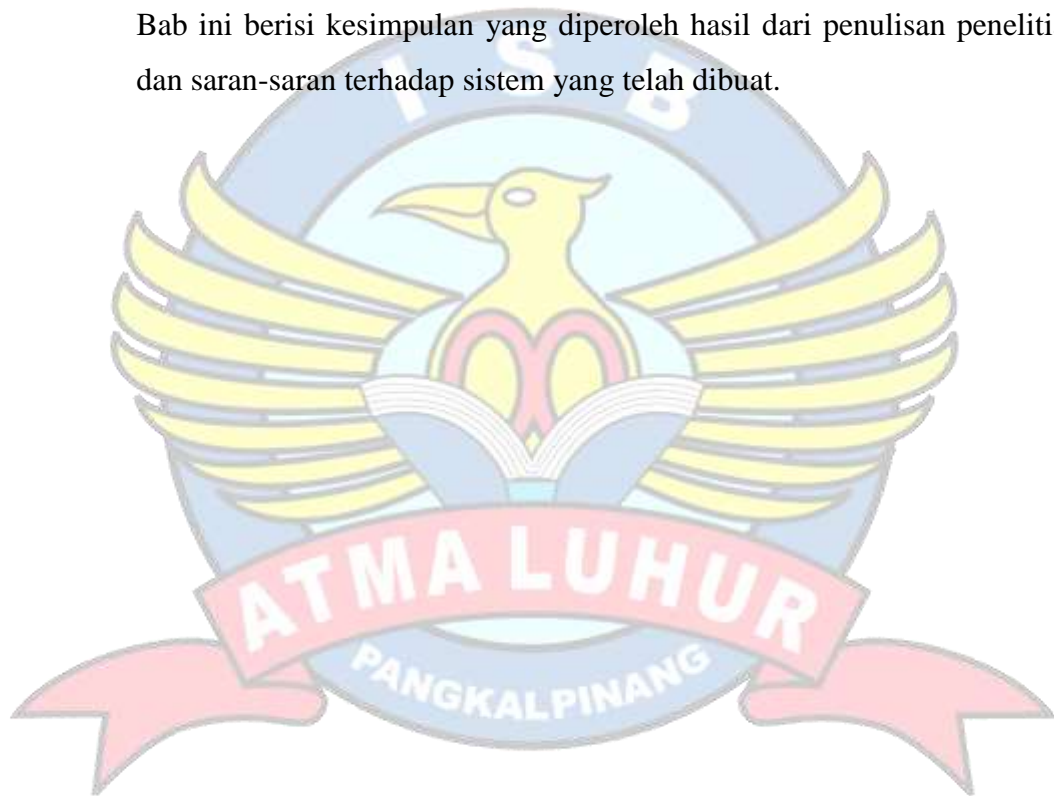 Bab ini berisi kesimpulan yang diperoleh hasil dari penulisan peneliti
dan saran-saran terhadap sistem yang telah dibuat.
I S B
ATMA LUHUR
PANGKALPINANG